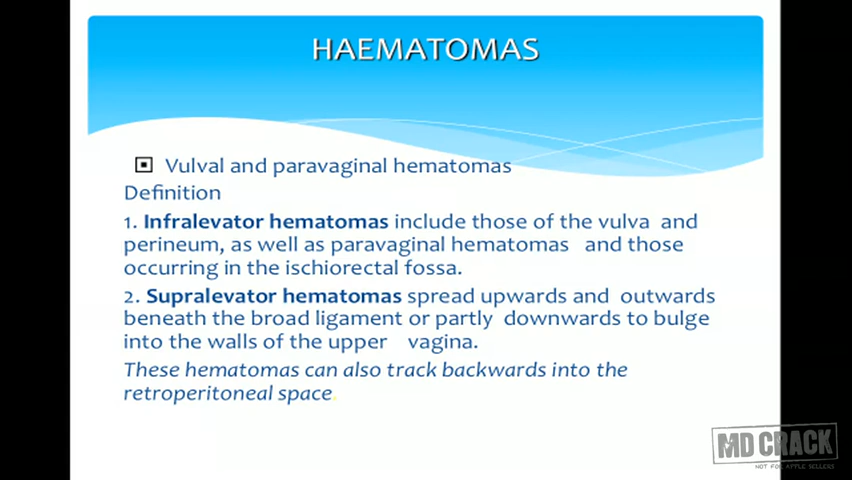 HAEMATOMAS
Vulval and paravaginal hematomas
Definition
1. Infralevator hematomas include those of the vulva and
perineum, as well as paravaginal hematomas and those
occurring in the ischiorectal fossa.
2. Supralevator hematomas spread upwards and outwards
beneath the broad ligament or partly downwards to bulge
into the walls of the upper vagina.
These hematomas can also track backwards into the
retroperitoneal space.
MD CRACK
NOT FOR APPLE SELLERS